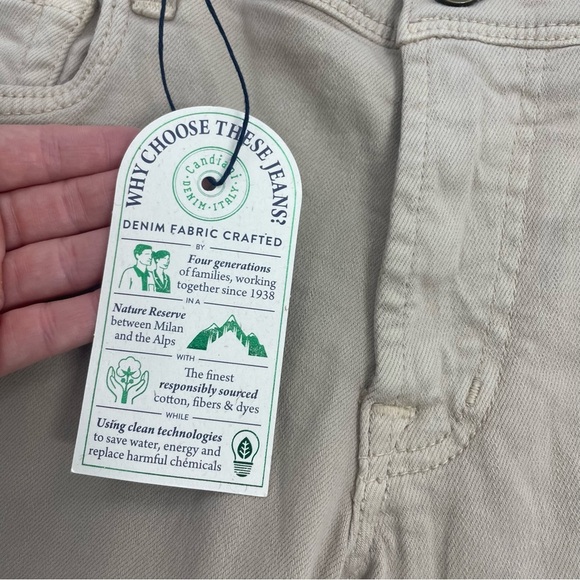 WHY CHOOSE THESE JEANS?
Candiani
DENIM · ITALY
DENIM FABRIC CRAFTED
BY
Four generations
of families, working
together since 1938
IN A
Nature Reserve
between Milan
and the Alps
WITH
The finest
responsibly sourced
cotton, fibers & dyes
WHILE
Using clean technologies
to save water, energy and
replace harmful chemicals